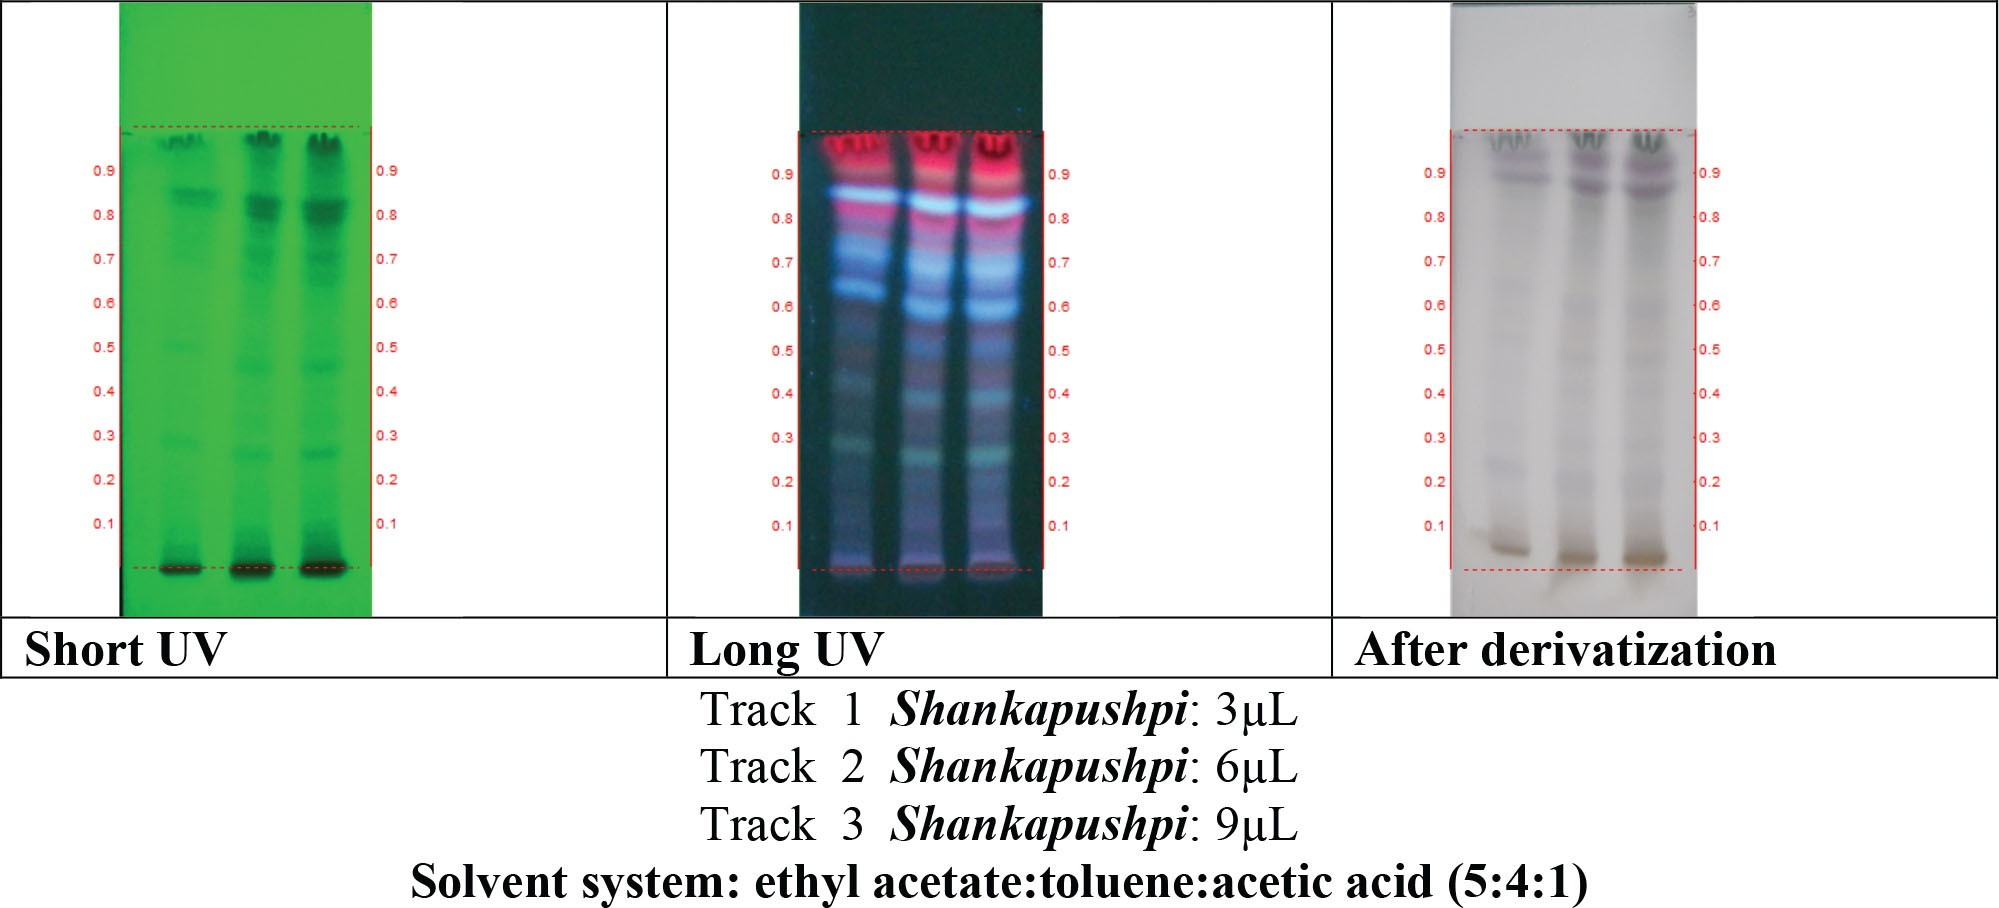 0.9 0.9 0.9 0.9 0.9 0.9
0.8 0.8 0.8 0.8 0.8 0.8
0.7 0.7 0.7 0.7 0.7 0.7
0.6 0.6 0.6 0.6 0.6 0.6
0.5 0.5 0.5 0.5 0.5 0.5
0.4 0.4 0.4 0.4 0.4 0.4
0.3 0.3 0.3 0.3 0.3 0.3
0.2 0.2 0.2 0.2 0.2 0.2
0.1 0.1 0.1 0.1 0.1 0.1
Short UV Long UV After derivatization
Track 1 Shankapushpi: 3μL
Track 2 Shankapushpi: 6μL
Track 3 Shankapushpi: 9μL
Solvent system: ethyl acetate:toluene:acetic acid (5:4:1)